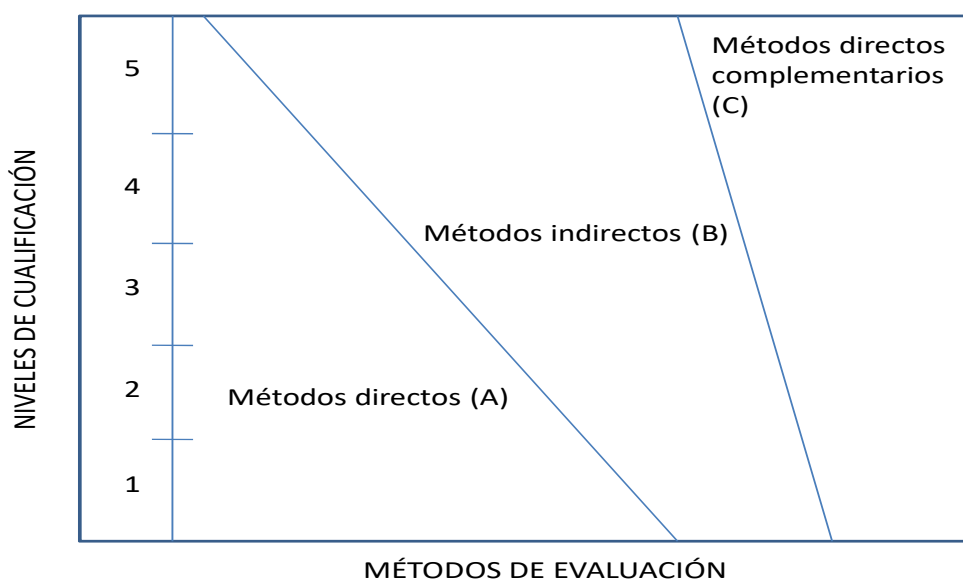 Métodos directos
complementarios
(C)
5
4
Métodos indirectos (B)
3
2
Métodos directos (A)
1
NIVELES DE CUALIFICACIÓN
MÉTODOS DE EVALUACIÓN